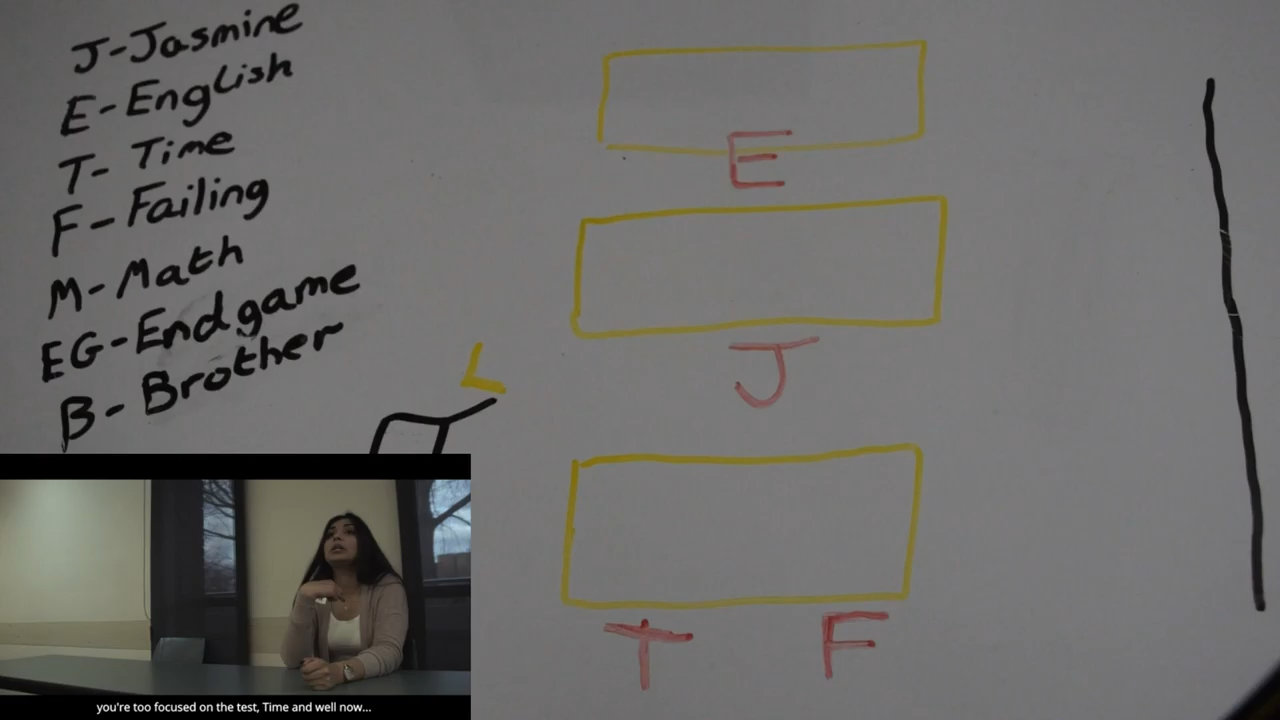 J-Jasmine
E-English
T- Time
F-Failing
M-Math
EG-Endgame
B-Brother
L
E
J
T F
you're too focused on the test, Time and well now...